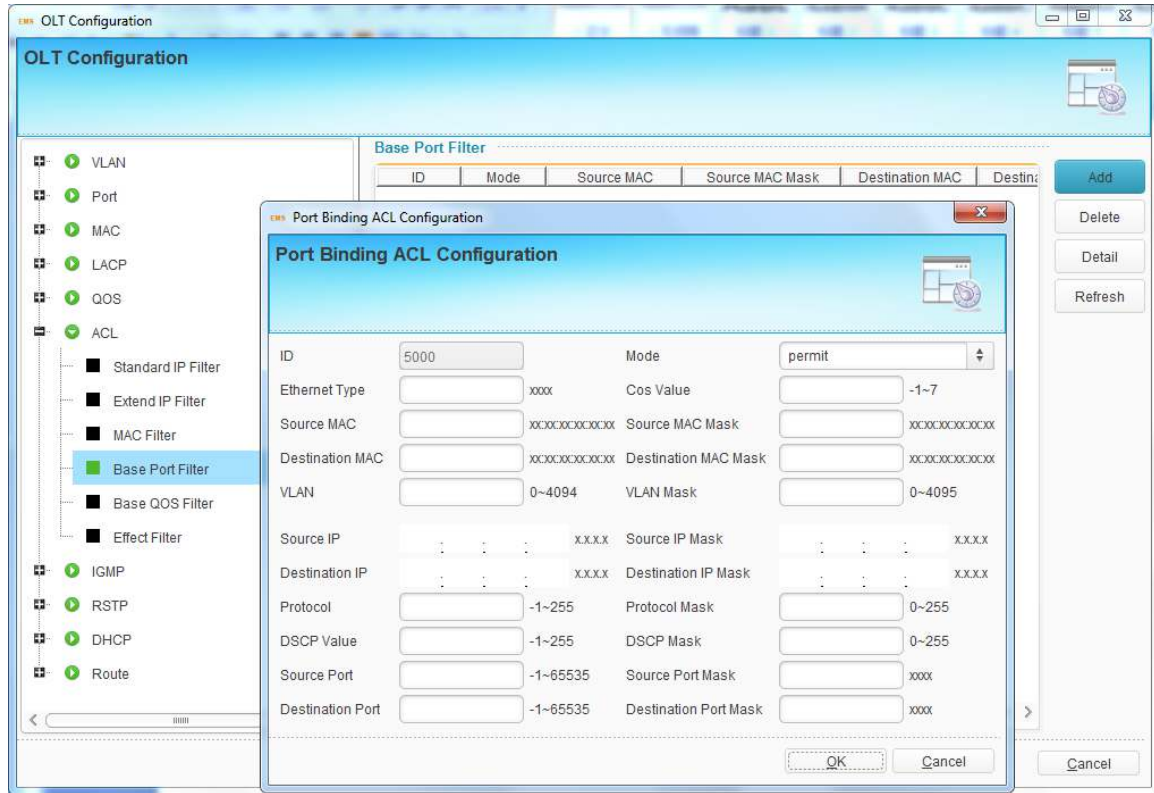 EMS OLT Configuration
OLT Configuration
VLAN
Port
MAC
LACP
QOS
ACL
Standard IP Filter
Extend IP Filter
MAC Filter
Base Port Filter
Base QOS Filter
Effect Filter
IGMP
RSTP
DHCP
Route
Base Port Filter
ID Mode Source MAC Source MAC Mask Destination MAC Destina
Add
Delete
Detail
Refresh
EMS Port Binding ACL Configuration
Port Binding ACL Configuration
ID 5000 Mode permit
Ethernet Type xxxx Cos Value -1~7
Source MAC xx:xx:xx:xx:xx:xx Source MAC Mask xx:xx:xx:xx:xx:xx
Destination MAC xx:xx:xx:xx:xx:xx Destination MAC Mask xx:xx:xx:xx:xx:xx
VLAN 0~4094 VLAN Mask 0~4095
Source IP . . . x.x.x.x Source IP Mask . . . x.x.x.x
Destination IP . . . x.x.x.x Destination IP Mask . . . x.x.x.x
Protocol -1~255 Protocol Mask 0~255
DSCP Value -1~255 DSCP Mask 0~255
Source Port -1~65535 Source Port Mask xxxx
Destination Port -1~65535 Destination Port Mask xxxx
OK Cancel
Cancel